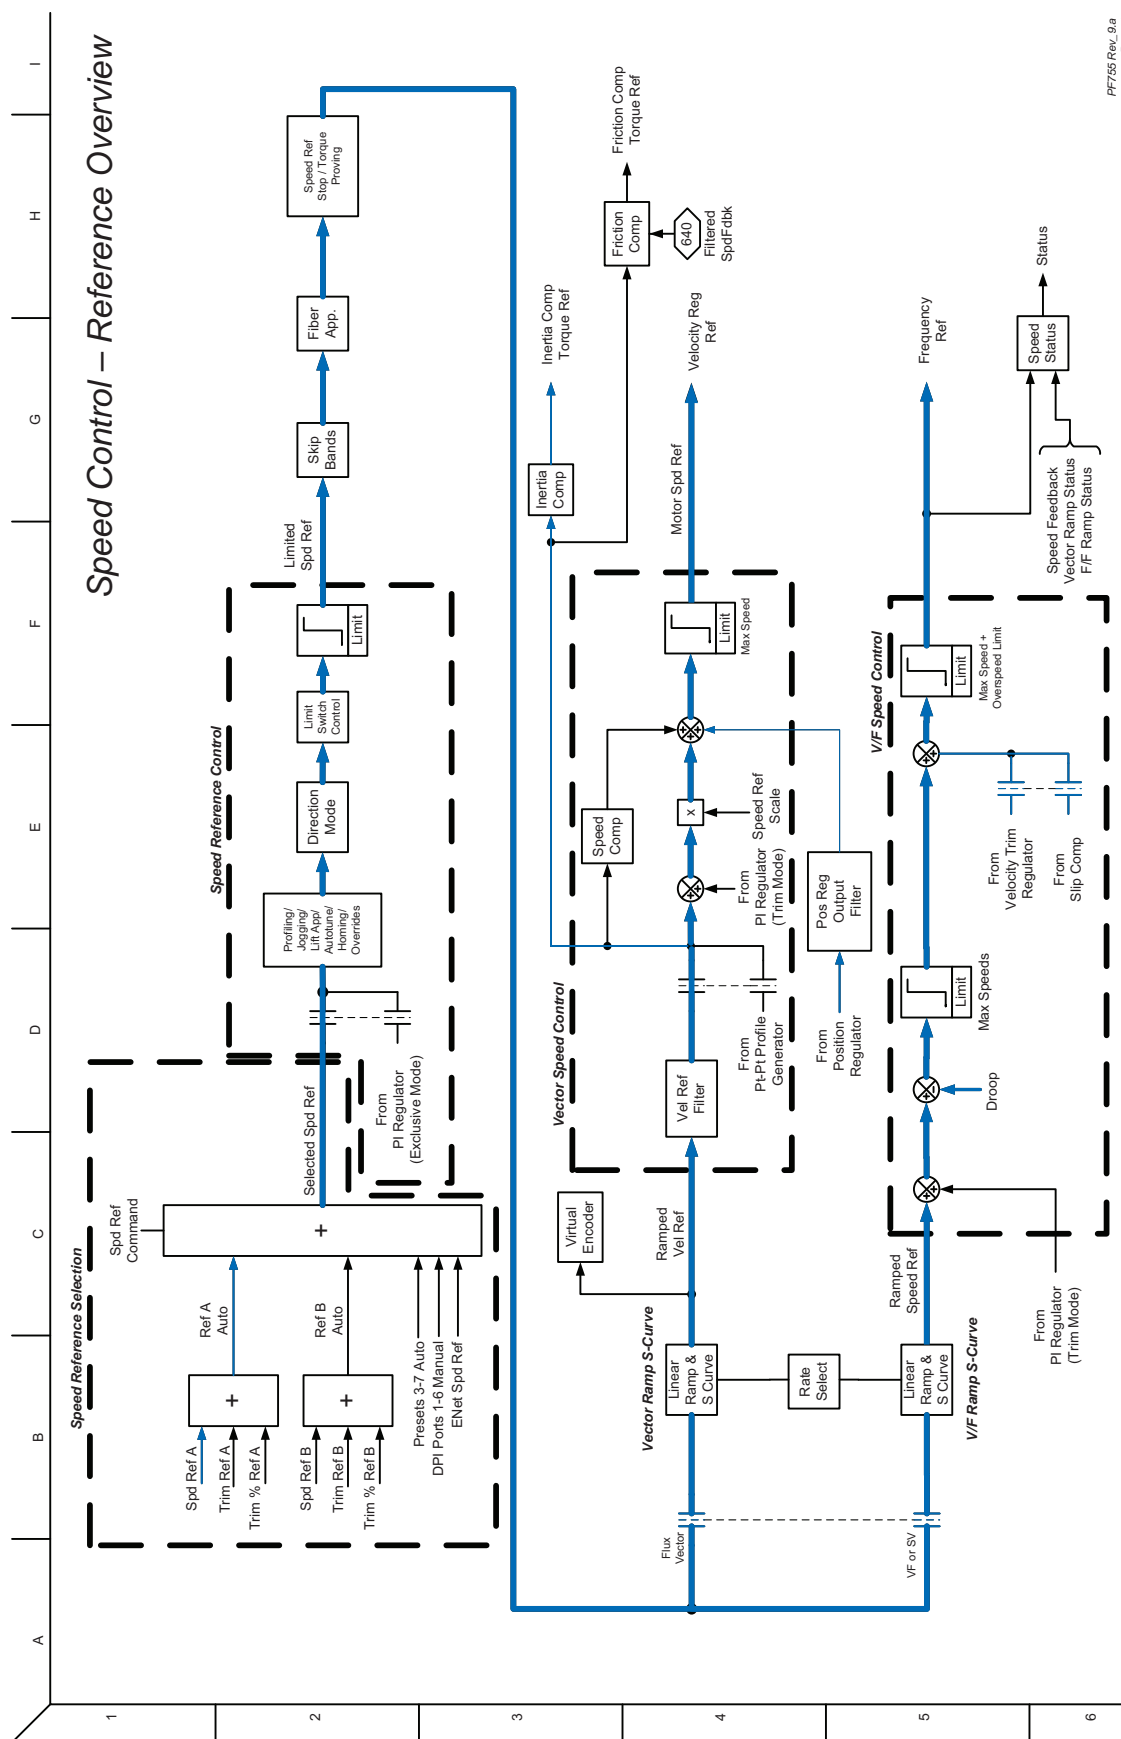 Speed Control – Reference Overview
A
B
C
D
E
F
G
H
I
1
2
3
4
5
6
Speed Reference Selection
Spd Ref A
Trim Ref A
Trim % Ref A
+
Ref A
Auto
Spd Ref B
Trim Ref B
Trim % Ref B
+
Ref B
Auto
Presets 3-7 Auto
DPI Ports 1-6 Manual
ENet Spd Ref
Spd Ref
Command
+
Selected Spd Ref
Speed Reference Control
From
PI Regulator
(Exclusive Mode)
Profiling/
Jogging/
Lift App/
Autotune/
Homing/
Overrides
Direction
Mode
Limit
Switch
Control
Limit
Limited
Spd Ref
Skip
Bands
Fiber
App.
Speed Ref
Stop / Torque
Proving
Flux
Vector
Vector Ramp S-Curve
Linear
Ramp &
S Curve
Ramped
Vel Ref
Virtual
Encoder
Rate
Select
Vector Speed Control
Vel Ref
Filter
From
Pt-Pt Profile
Generator
From
PI Regulator
(Trim Mode)
Speed
Comp
x
Speed Ref
Scale
From
Position
Regulator
Pos Reg
Output
Filter
Limit
Max Speed
Motor Spd Ref
Velocity Reg
Ref
Inertia
Comp
Inertia Comp
Torque Ref
Friction
Comp
640
Filtered
SpdFdbk
Friction Comp
Torque Ref
VF or SV
V/F Ramp S-Curve
Linear
Ramp &
S Curve
Ramped
Speed Ref
From
PI Regulator
(Trim Mode)
V/F Speed Control
Droop
Limit
Max Speeds
From
Velocity Trim
Regulator
From
Slip Comp
Limit
Max Speed +
Overspeed Limit
Frequency
Ref
Speed Feedback
Vector Ramp Status
F/F Ramp Status
Speed
Status
Status
PF755 Rev_9.a